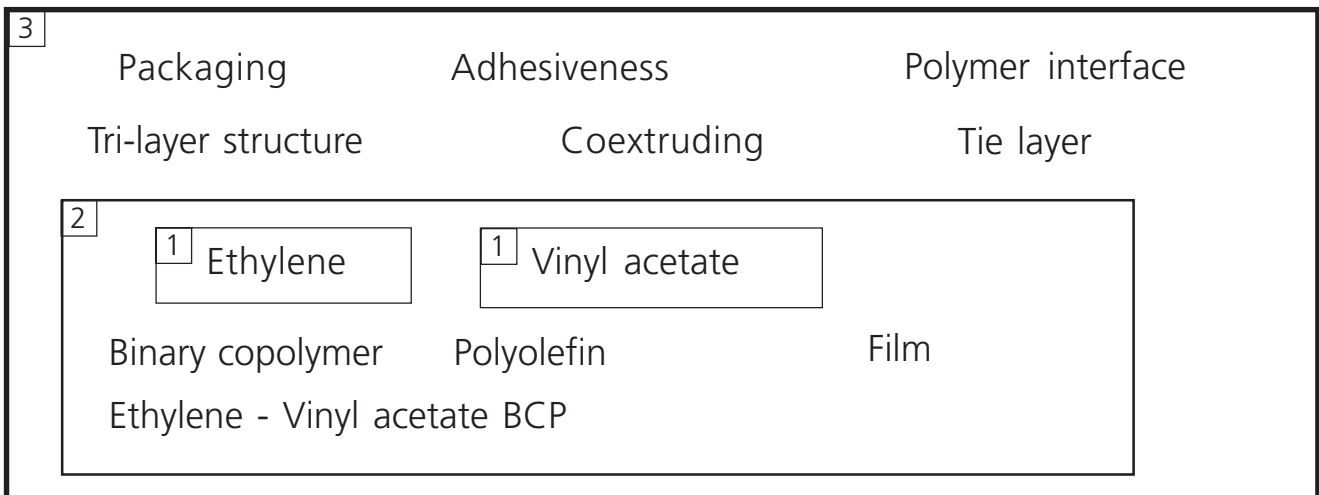 3
Packaging Adhesiveness Polymer interface
Tri-layer structure Coextruding Tie layer
2
1 Ethylene 1 Vinyl acetate
Binary copolymer Polyolefin Film
Ethylene - Vinyl acetate BCP